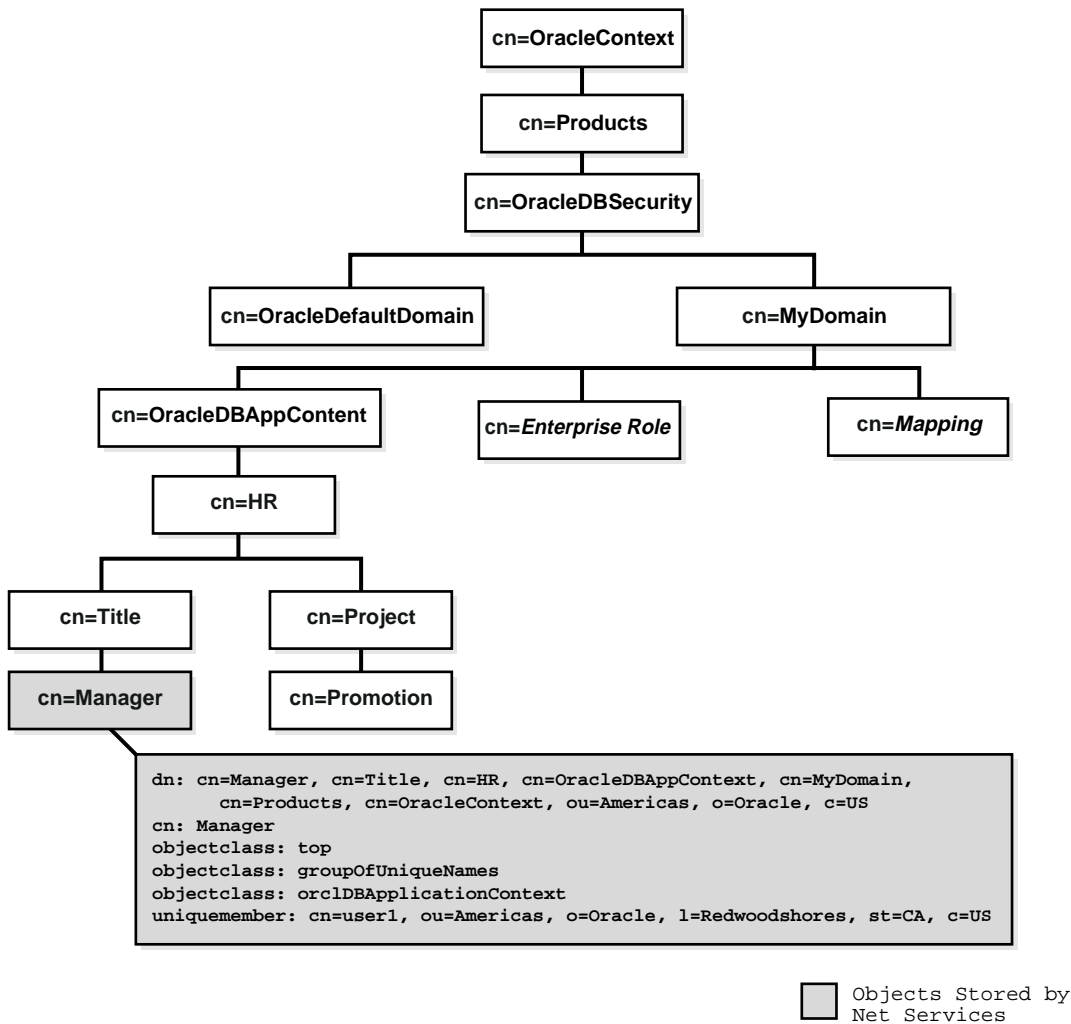 cn=OracleContext
cn=Products
cn=OracleDBSecurity
cn=OracleDefaultDomain
cn=MyDomain
cn=OracleDBAppContent
cn=Enterprise Role
cn=Mapping
cn=HR
cn=Title
cn=Project
cn=Manager
cn=Promotion
dn: cn=Manager, cn=Title, cn=HR, cn=OracleDBAppContext, cn=MyDomain,
cn=Products, cn=OracleContext, ou=Americas, o=Oracle, c=US
cn: Manager
objectclass: top
objectclass: groupOfUniqueNames
objectclass: orclDBApplicationContext
uniquemember: cn=user1, ou=Americas, o=Oracle, l=Redwoodshores, st=CA, c=US
Objects Stored by
Net Services